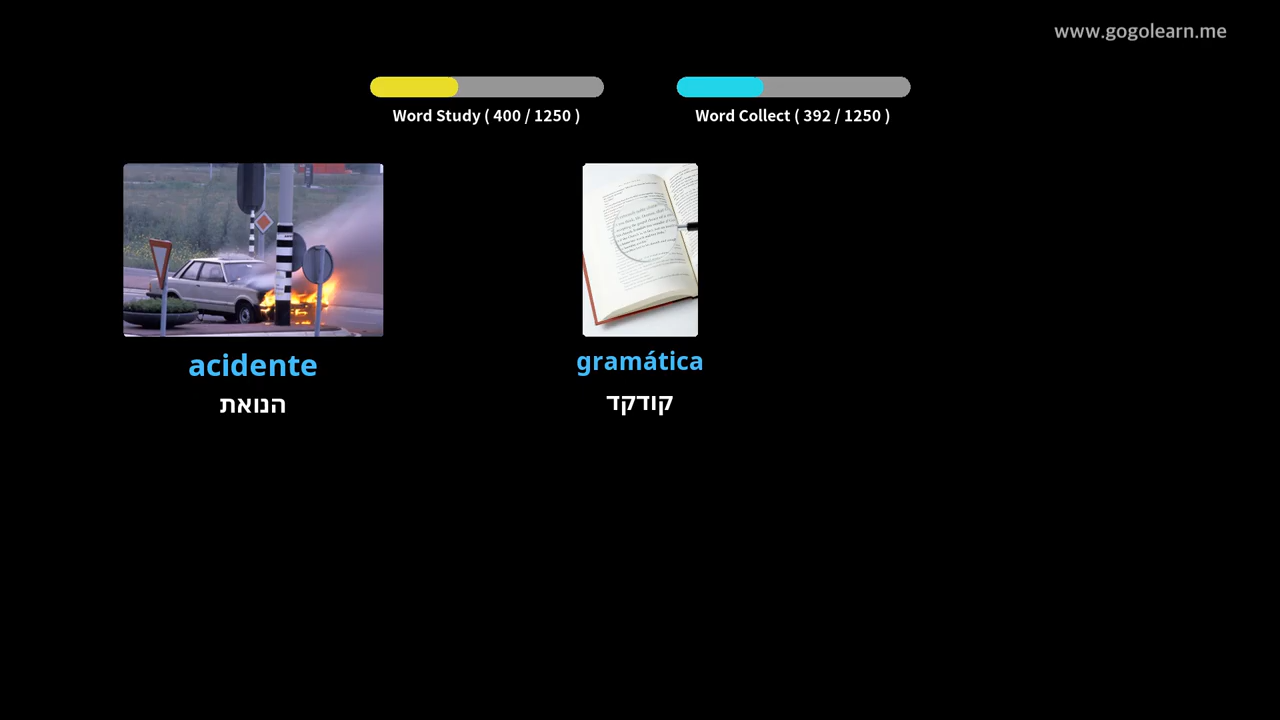 www.gogolearn.me
Word Study ( 400 / 1250 )
Word Collect ( 392 / 1250 )
acidente
הנואת
gramática
קודקד